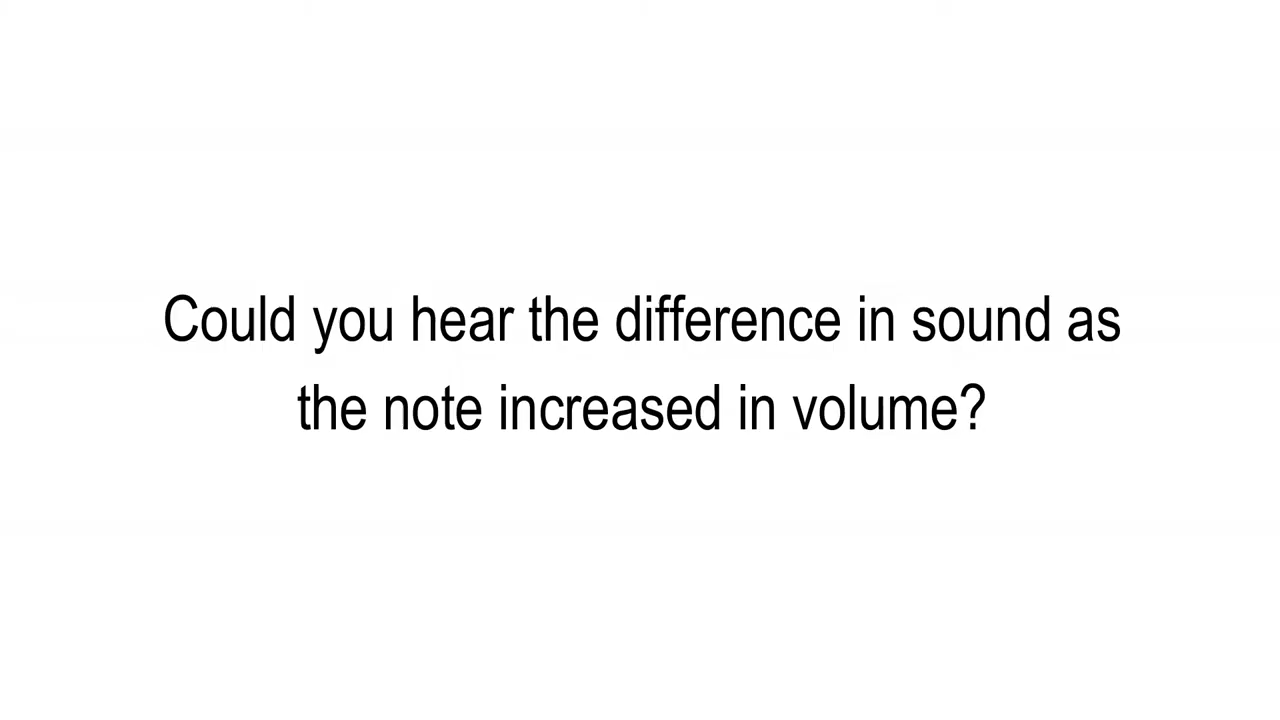 Could you hear the difference in sound as
the note increased in volume?